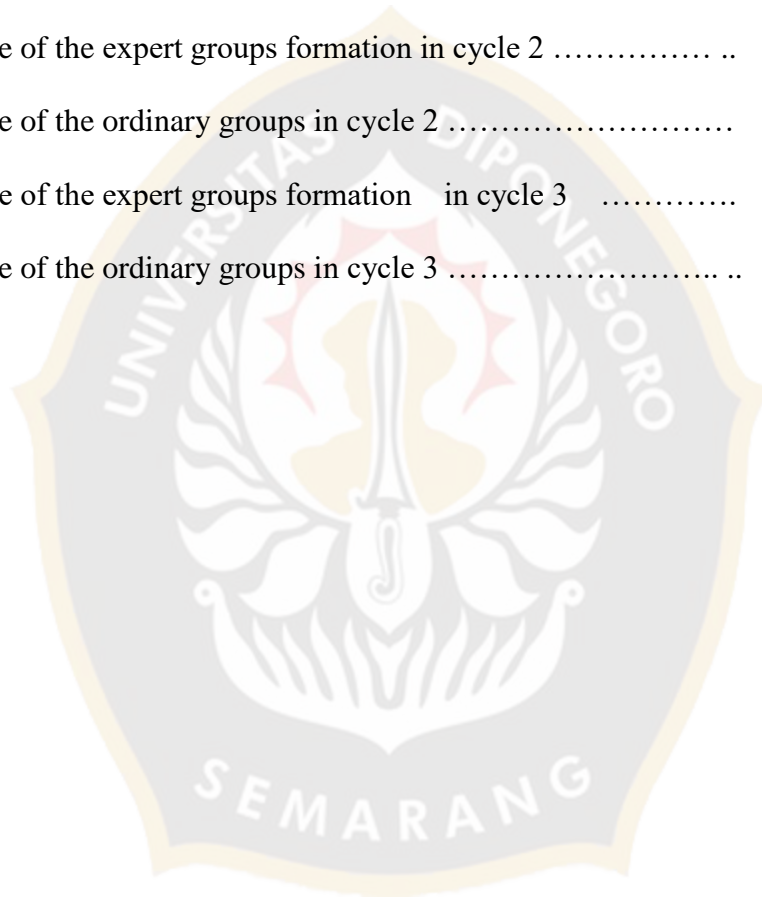 e of the expert groups formation in cycle 2 …………… ..
e of the ordinary groups in cycle 2 ………………………
e of the expert groups formation in cycle 3 ………….
e of the ordinary groups in cycle 3 …………………….. ..
UNIVERSITAS DIPONEGORO
SEMARANG